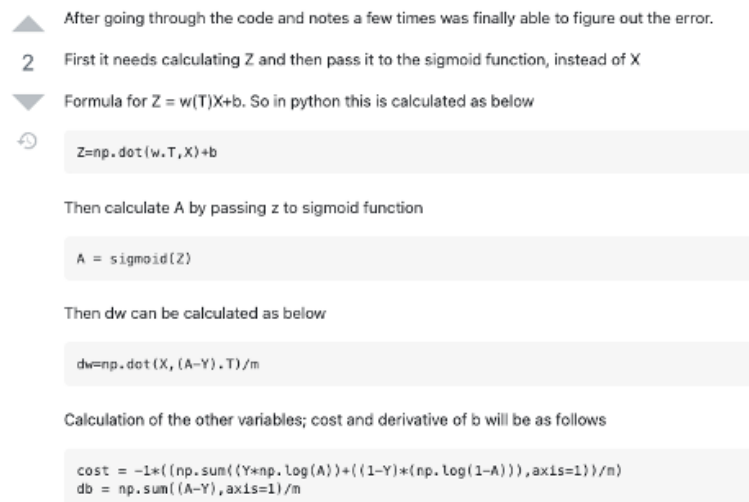 After going through the code and notes a few times was finally able to figure out the error.
2
First it needs calculating Z and then pass it to the sigmoid function, instead of X
Formula for Z = w(T)X+b. So in python this is calculated as below
Z=np.dot(w.T,X)+b
Then calculate A by passing z to sigmoid function
A = sigmoid(Z)
Then dw can be calculated as below
dw=np.dot(X,(A-Y).T)/m
Calculation of the other variables; cost and derivative of b will be as follows
cost = -1*((np.sum((Y*np.log(A))+((1-Y)*(np.log(1-A))),axis=1))/m)
db = np.sum((A-Y),axis=1)/m